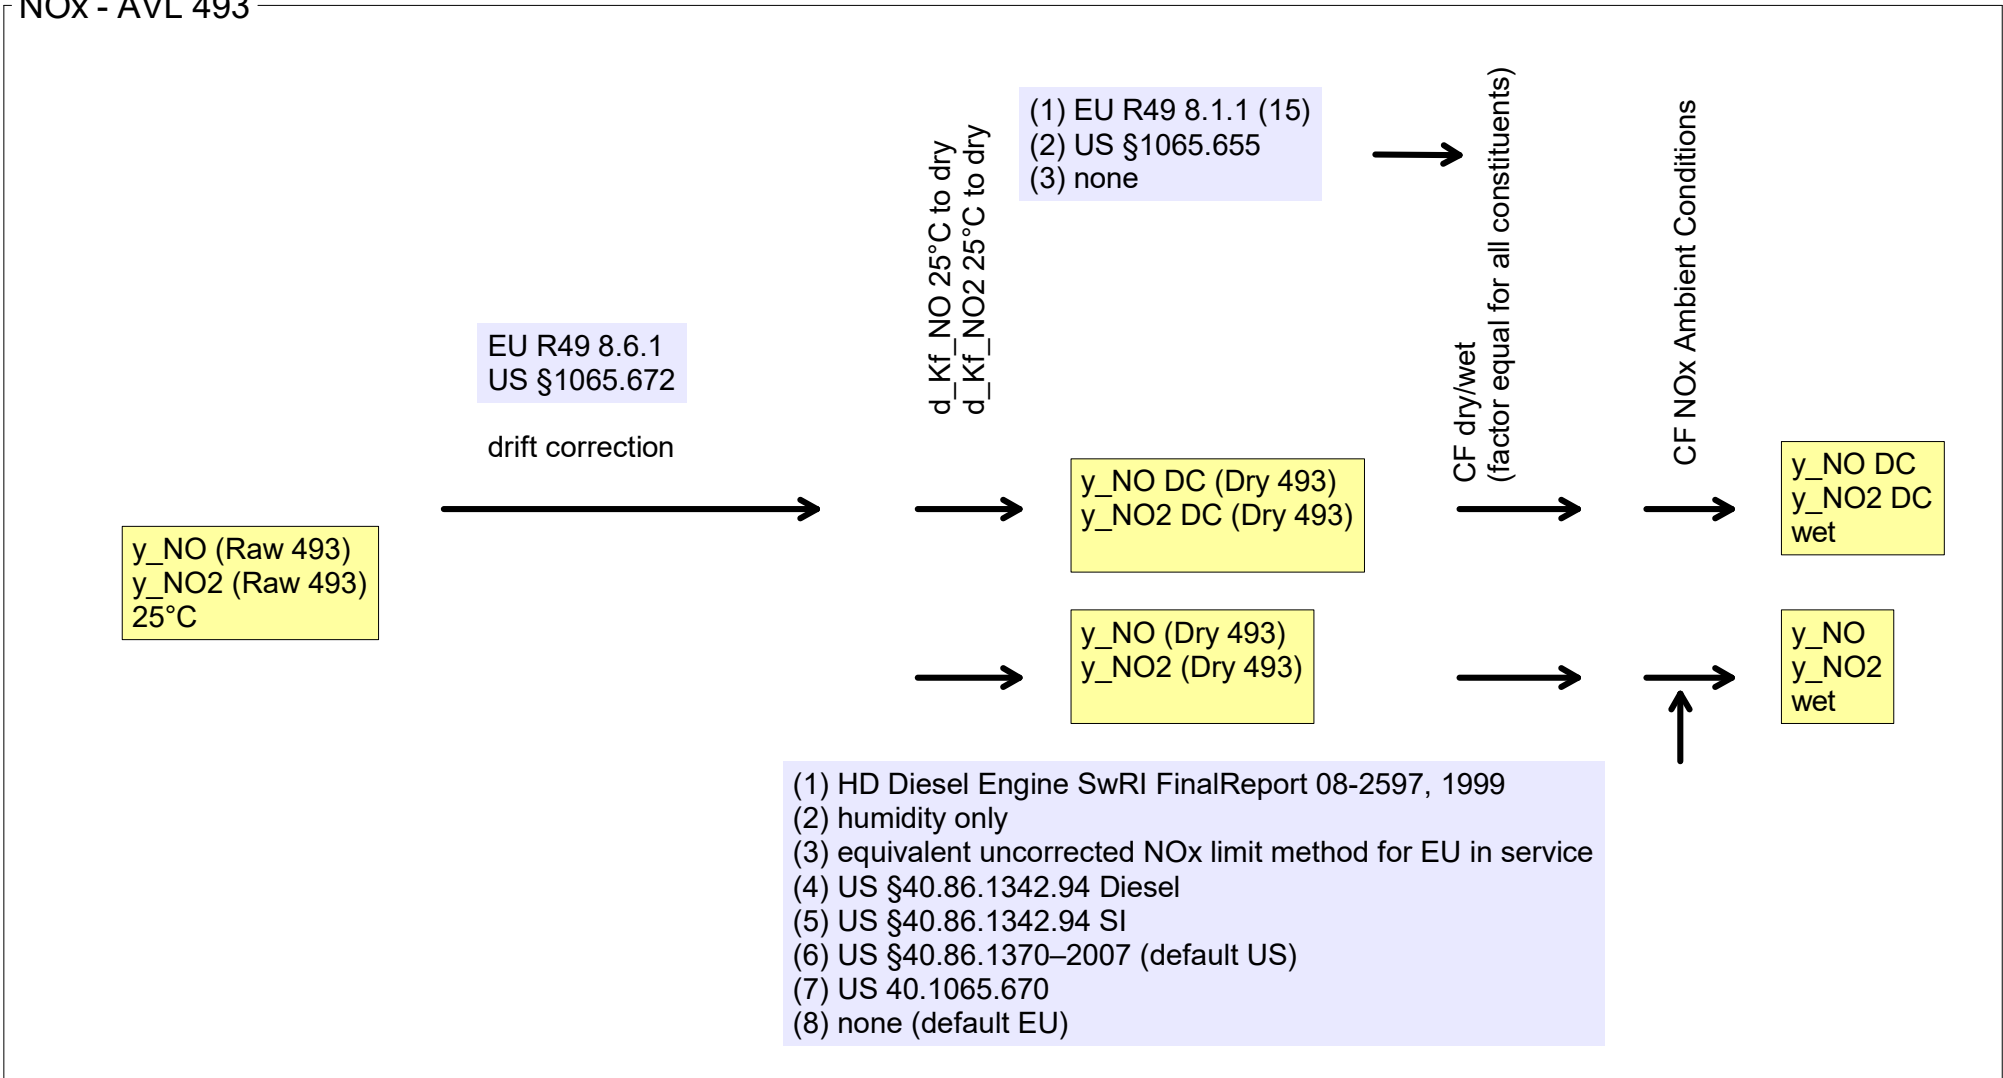 NOx - AVL 493
(1) EU R49 8.1.1 (15)
(2) US §1065.655
(3) none
d_Kf_NO 25°C to dry
d_Kf_NO2 25°C to dry
CF dry/wet
(factor equal for all constituents)
CF NOx Ambient Conditions
EU R49 8.6.1
US §1065.672
drift correction
y_NO (Raw 493)
y_NO2 (Raw 493)
25°C
y_NO DC (Dry 493)
y_NO2 DC (Dry 493)
y_NO DC
y_NO2 DC
wet
y_NO (Dry 493)
y_NO2 (Dry 493)
y_NO
y_NO2
wet
(1) HD Diesel Engine SwRI FinalReport 08-2597, 1999
(2) humidity only
(3) equivalent uncorrected NOx limit method for EU in service
(4) US §40.86.1342.94 Diesel
(5) US §40.86.1342.94 SI
(6) US §40.86.1370–2007 (default US)
(7) US 40.1065.670
(8) none (default EU)